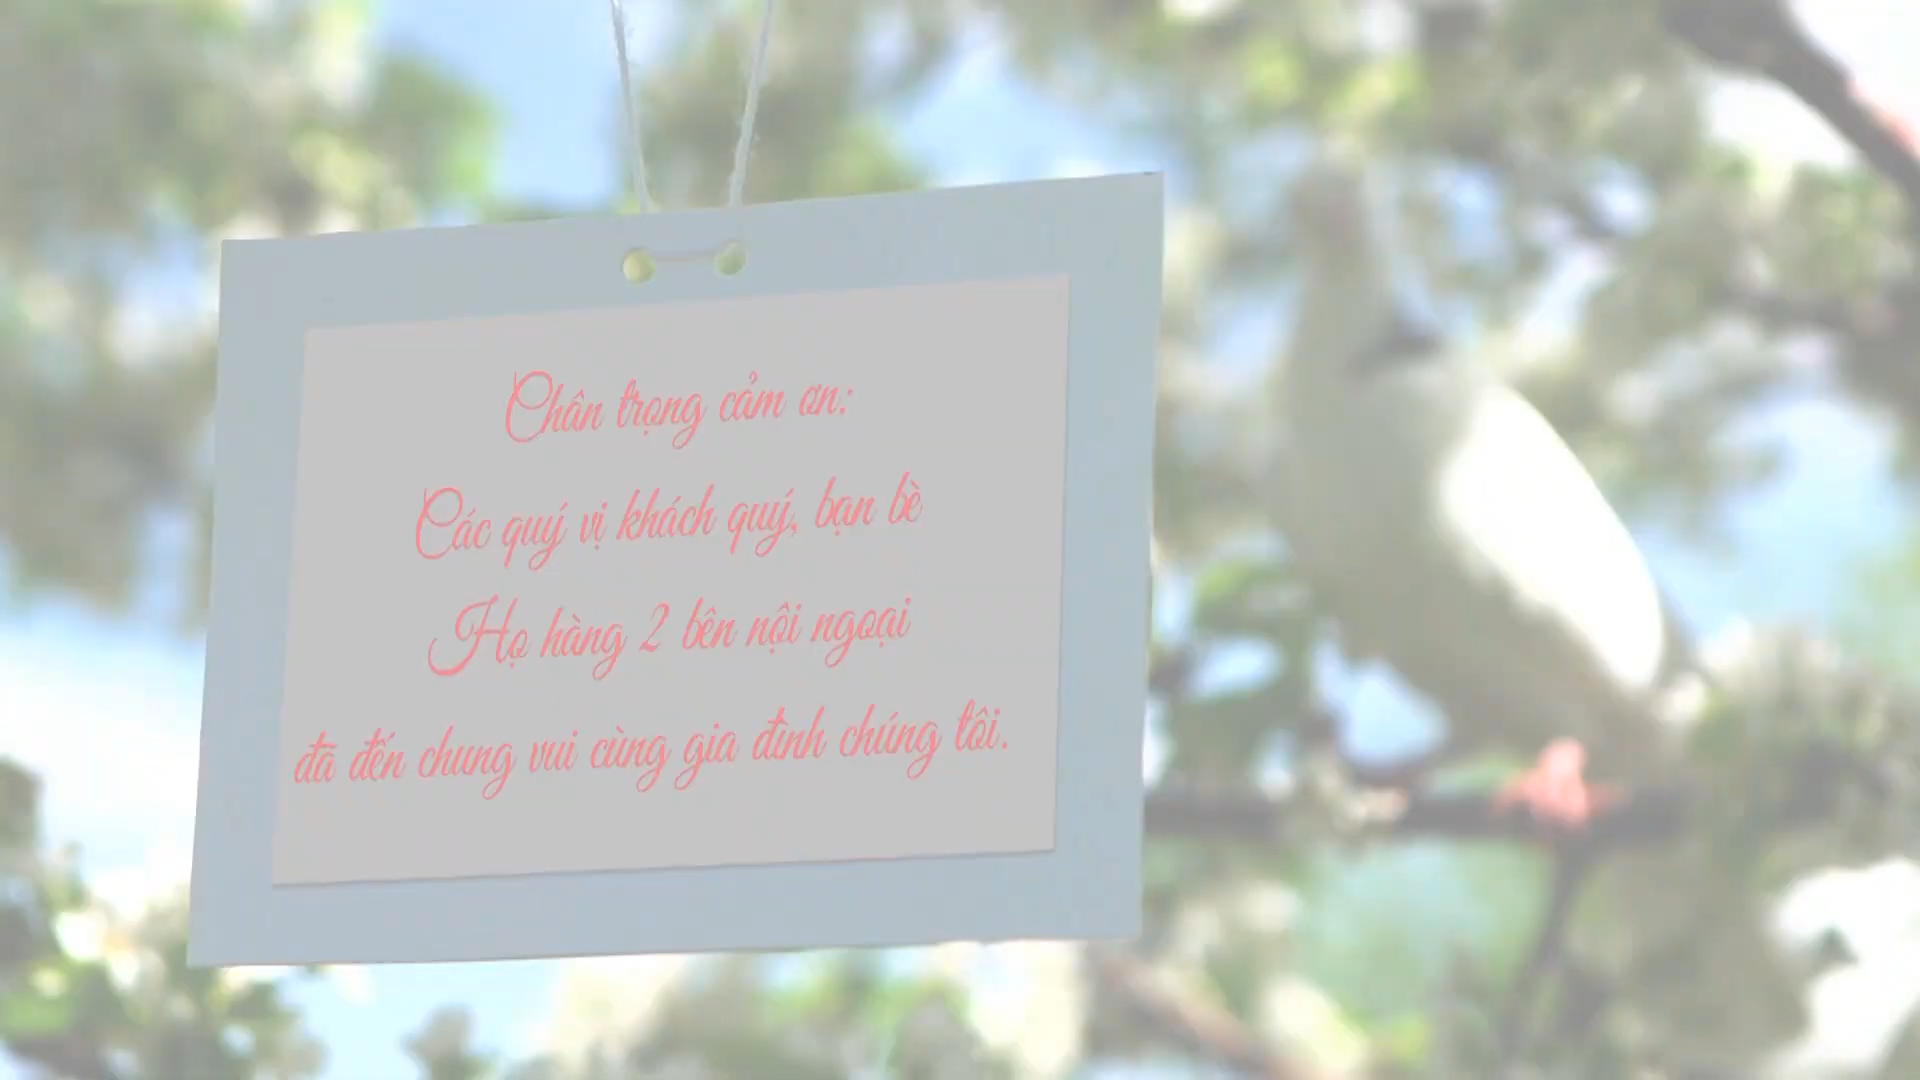 Chân trọng cảm ơn:
Các quý vị khách quý, bạn bè
Họ hàng 2 bên nội ngoại
đã đến chung vui cùng gia đình chúng tôi.